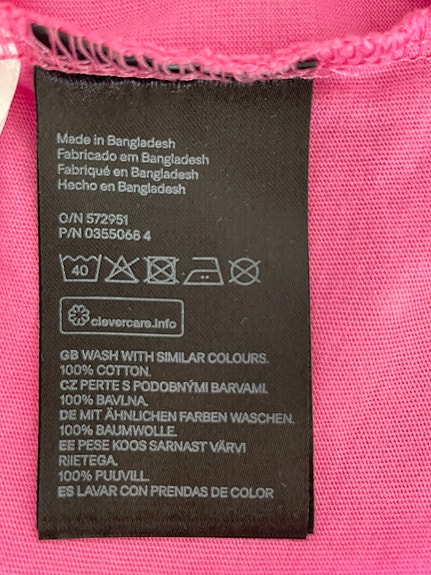 Made in Bangladesh
Fabricado em Bangladesh
Fabriqué en Bangladesh
Hecho en Bangladesh
O/N 572951
P/N 0355068 4
40
clevercare.info
GB WASH WITH SIMILAR COLOURS.
100% COTTON.
CZ PERTE S PODOBNÝMI BARVAMI.
100% BAVLNA.
DE MIT ÄHNLICHEN FARBEN WASCHEN.
100% BAUMWOLLE.
EE PESE KOOS SARNAST VÄRVI
RIIETEGA.
100% PUUVILL.
ES LAVAR CON PRENDAS DE COLOR